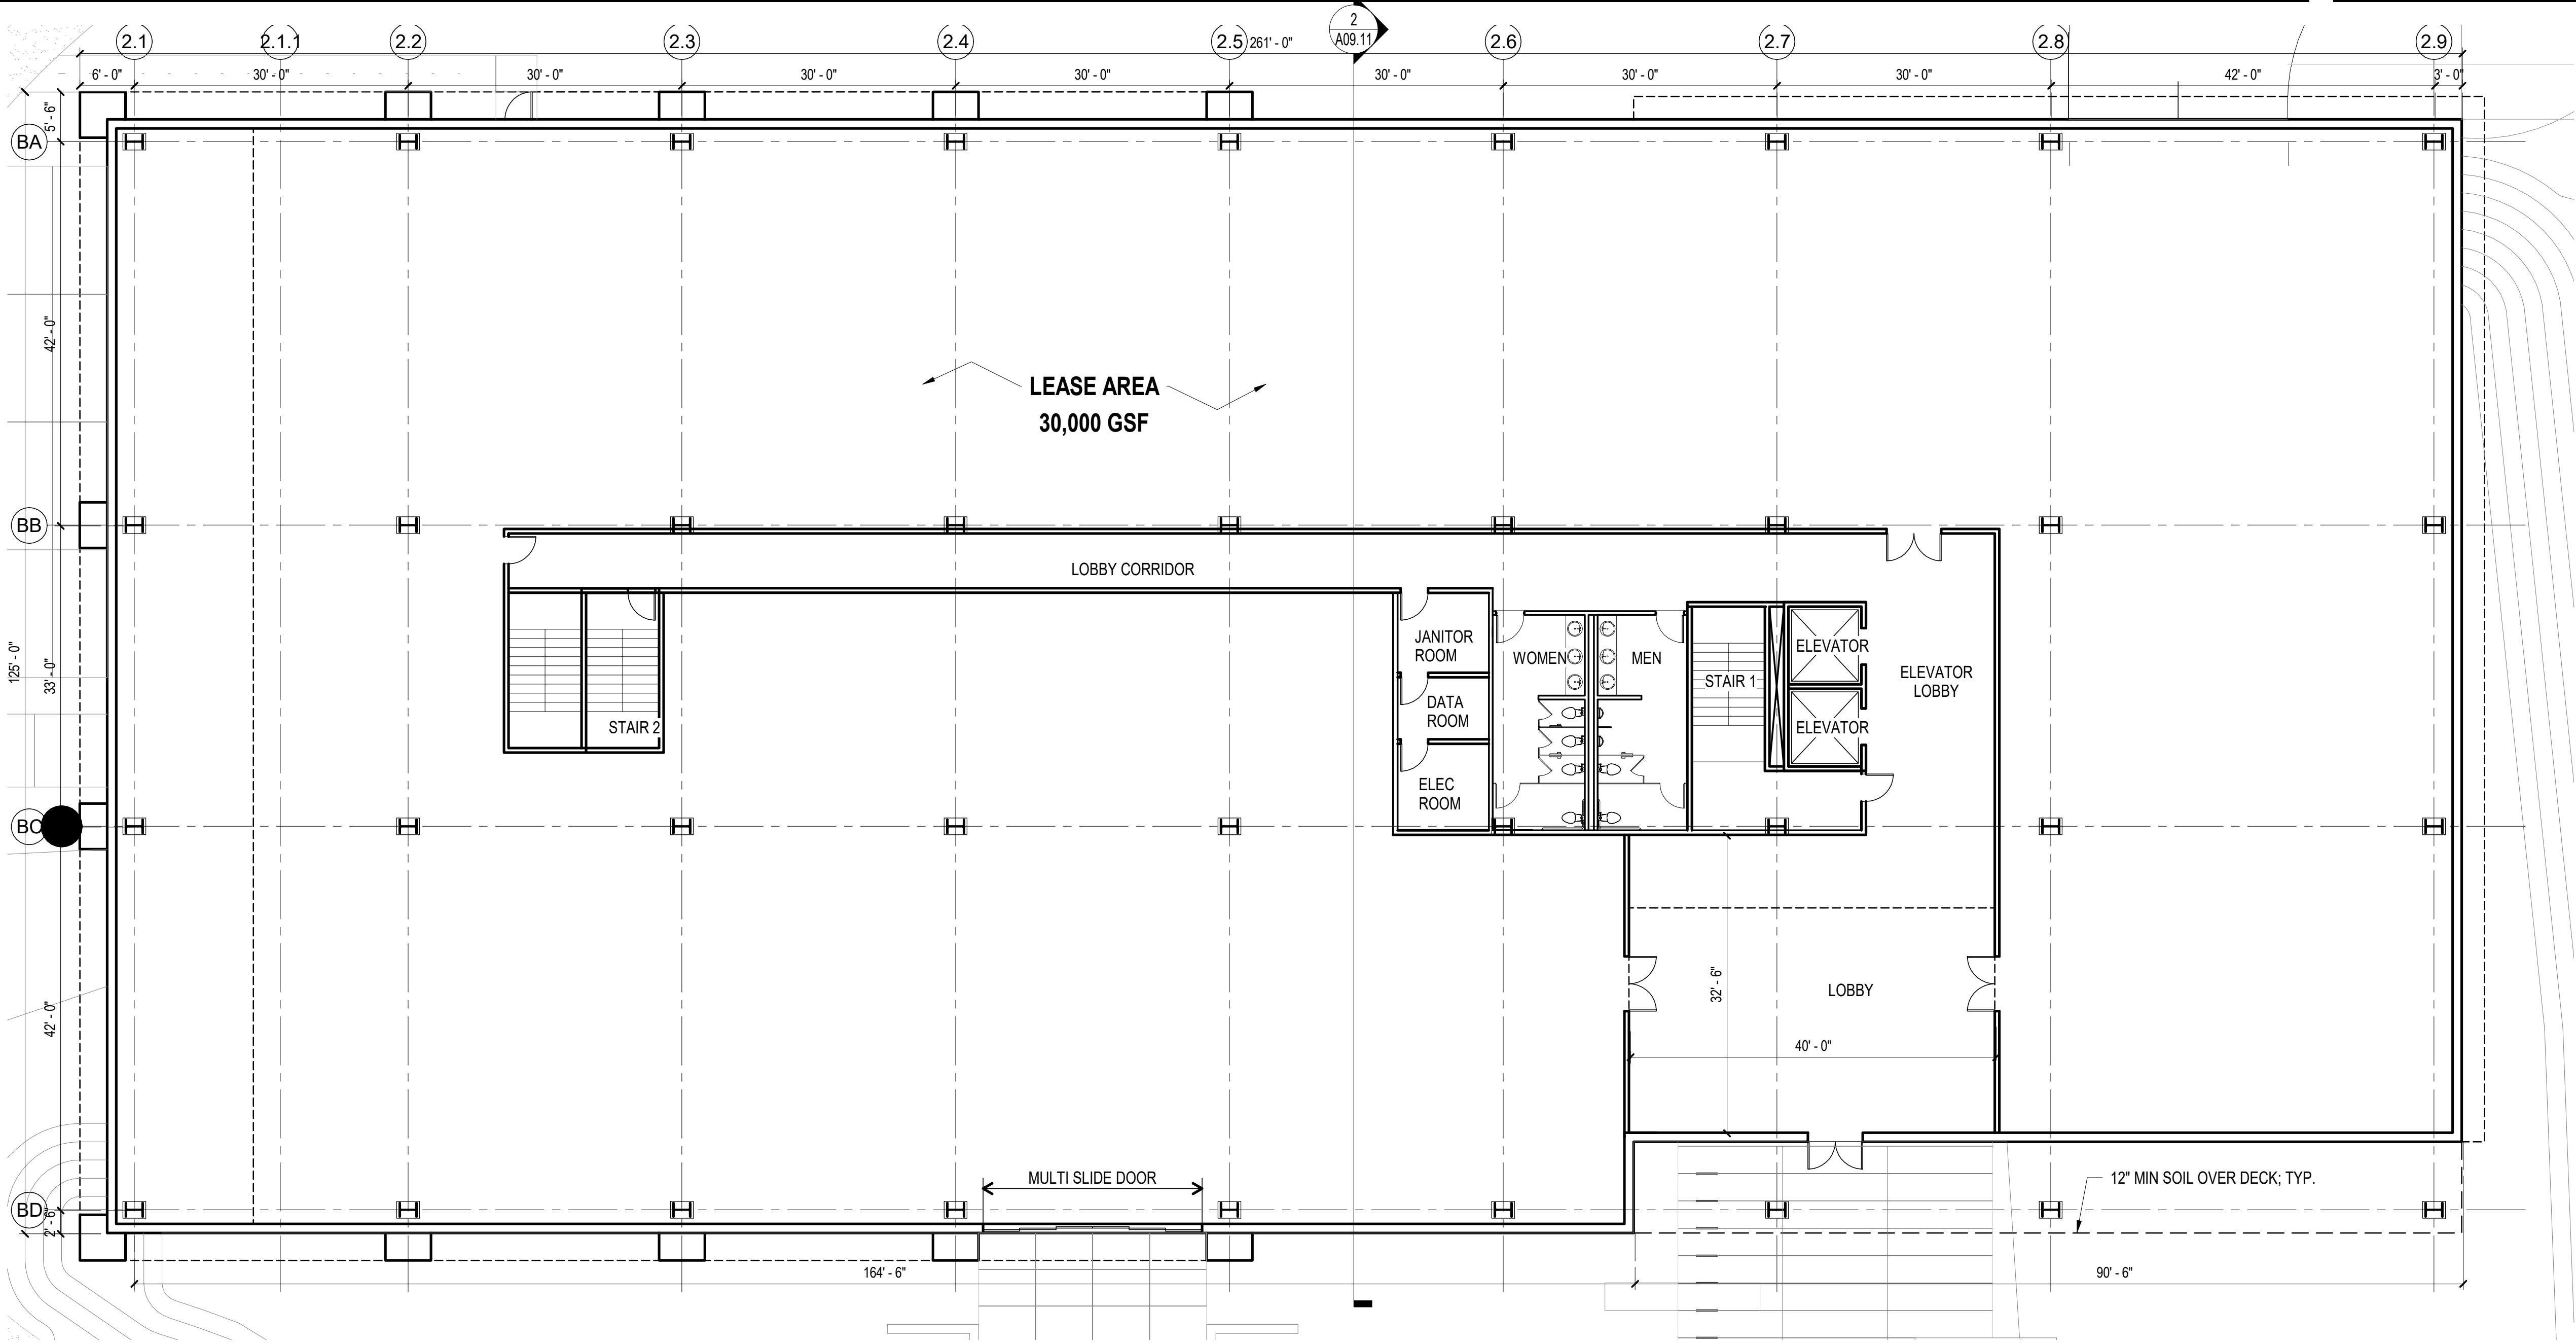 2
A09.11
2.1
2.1.1
2.2
2.3
2.4
2.5
261' - 0"
2.6
2.7
2.8
2.9
6' - 0"
30' - 0"
30' - 0"
30' - 0"
30' - 0"
30' - 0"
30' - 0"
30' - 0"
42' - 0"
3' - 0"
5' - 6"
BA
42' - 0"
LEASE AREA
30,000 GSF
BB
LOBBY CORRIDOR
125' - 0"
33' - 0"
JANITOR
ROOM
WOMEN
MEN
STAIR 1
ELEVATOR
ELEVATOR
LOBBY
DATA
ROOM
ELEVATOR
STAIR 2
ELEC
ROOM
BC
42' - 0"
32' - 6"
LOBBY
40' - 0"
MULTI SLIDE DOOR
12" MIN SOIL OVER DECK; TYP.
BD
2' - 6"
164' - 6"
90' - 6"